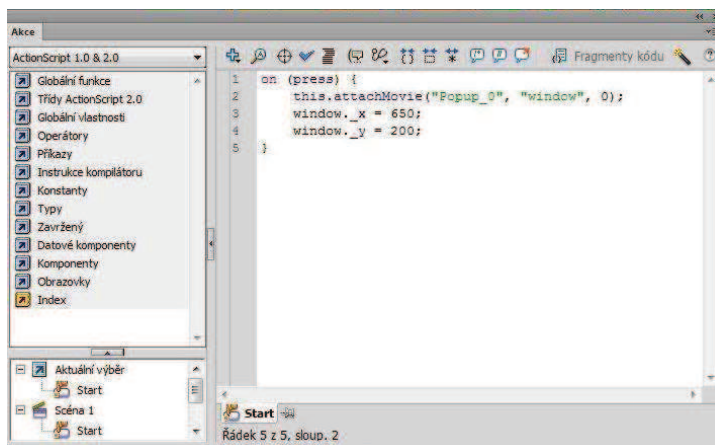 Akce
ActionScript 1.0 & 2.0
Globální funkce
Třídy ActionScript 2.0
Globální vlastnosti
Operátory
Příkazy
Instrukce kompilátoru
Konstanty
Typy
Zavržený
Datové komponenty
Komponenty
Obrazovky
Index
Aktuální výběr
Start
Scéna 1
Start
Fragmenty kódu
1 on (press) {
2 this.attachMovie("Popup_0", "window", 0);
3 window._x = 650;
4 window._y = 200;
5 }
Start
Řádek 5 z 5, sloup. 2